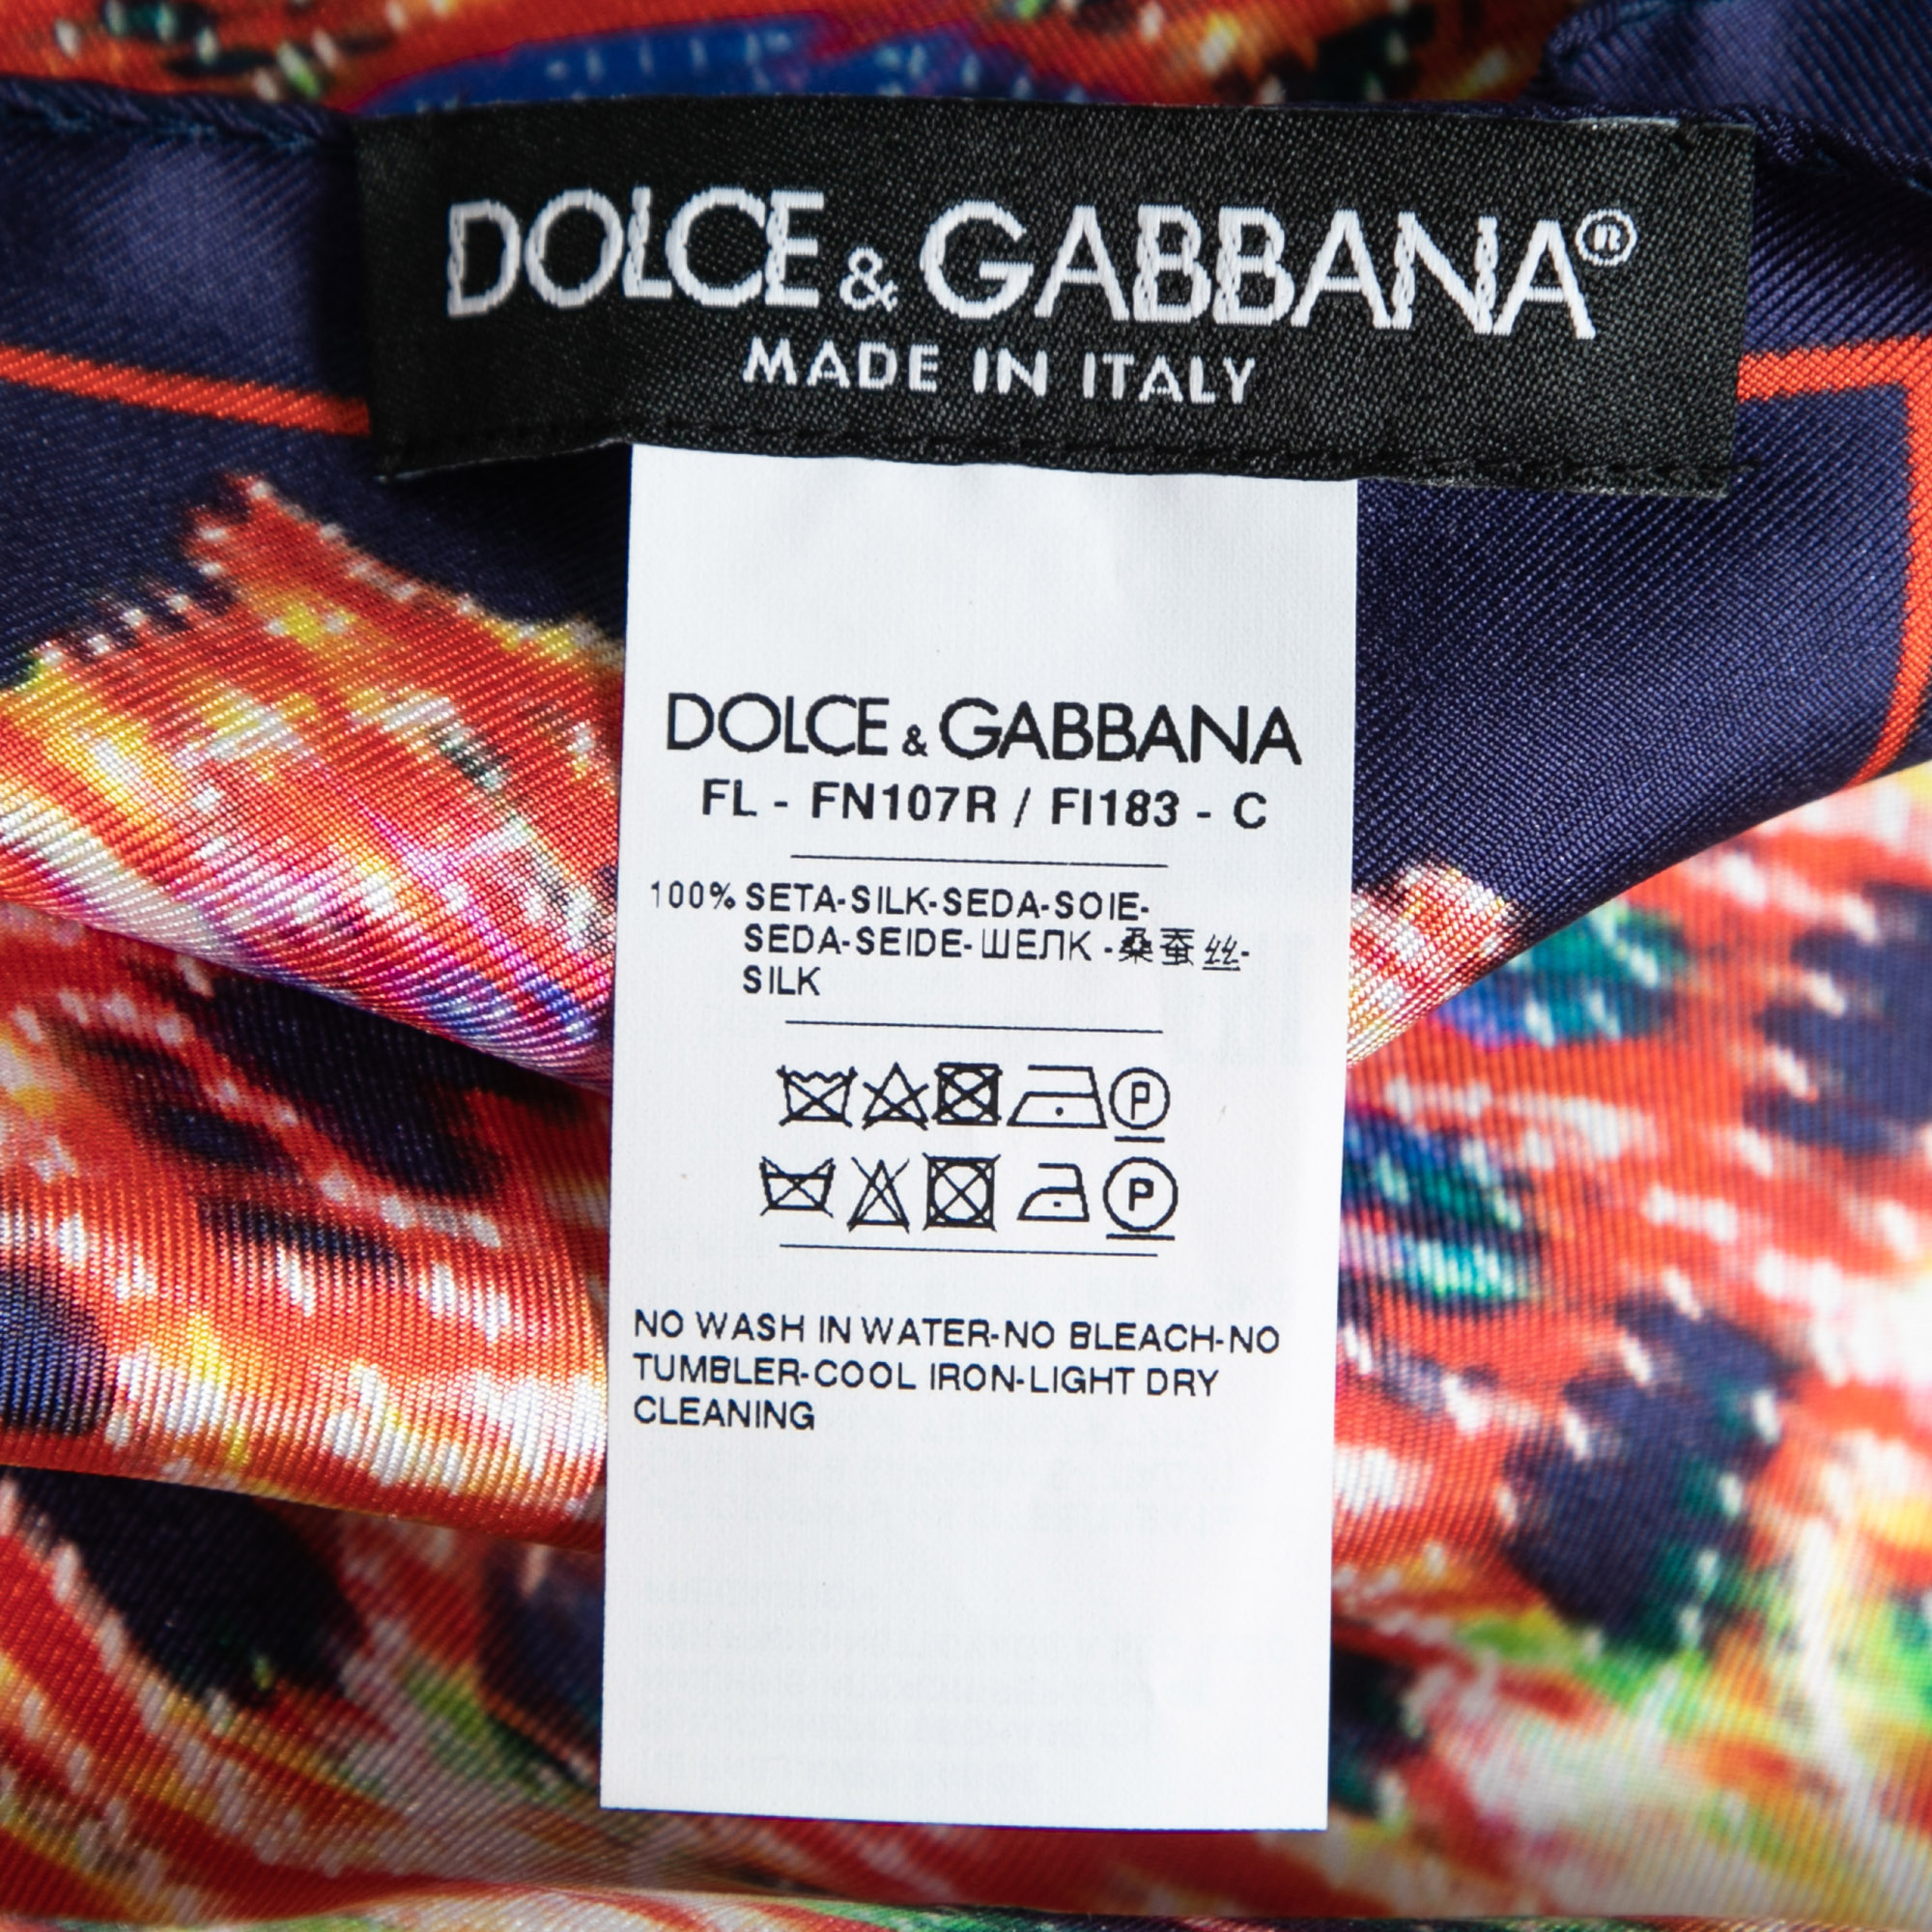 DOLCE & GABBANA®
MADE IN ITALY
DOLCE & GABBANA
FL - FN107R / FI183 - C
100% SETA-SILK-SEDA-SOIE-
SEDA-SEIDE-ШЕЛК-桑蚕丝-
SILK
P
P
NO WASH IN WATER-NO BLEACH-NO
TUMBLER-COOL IRON-LIGHT DRY
CLEANING